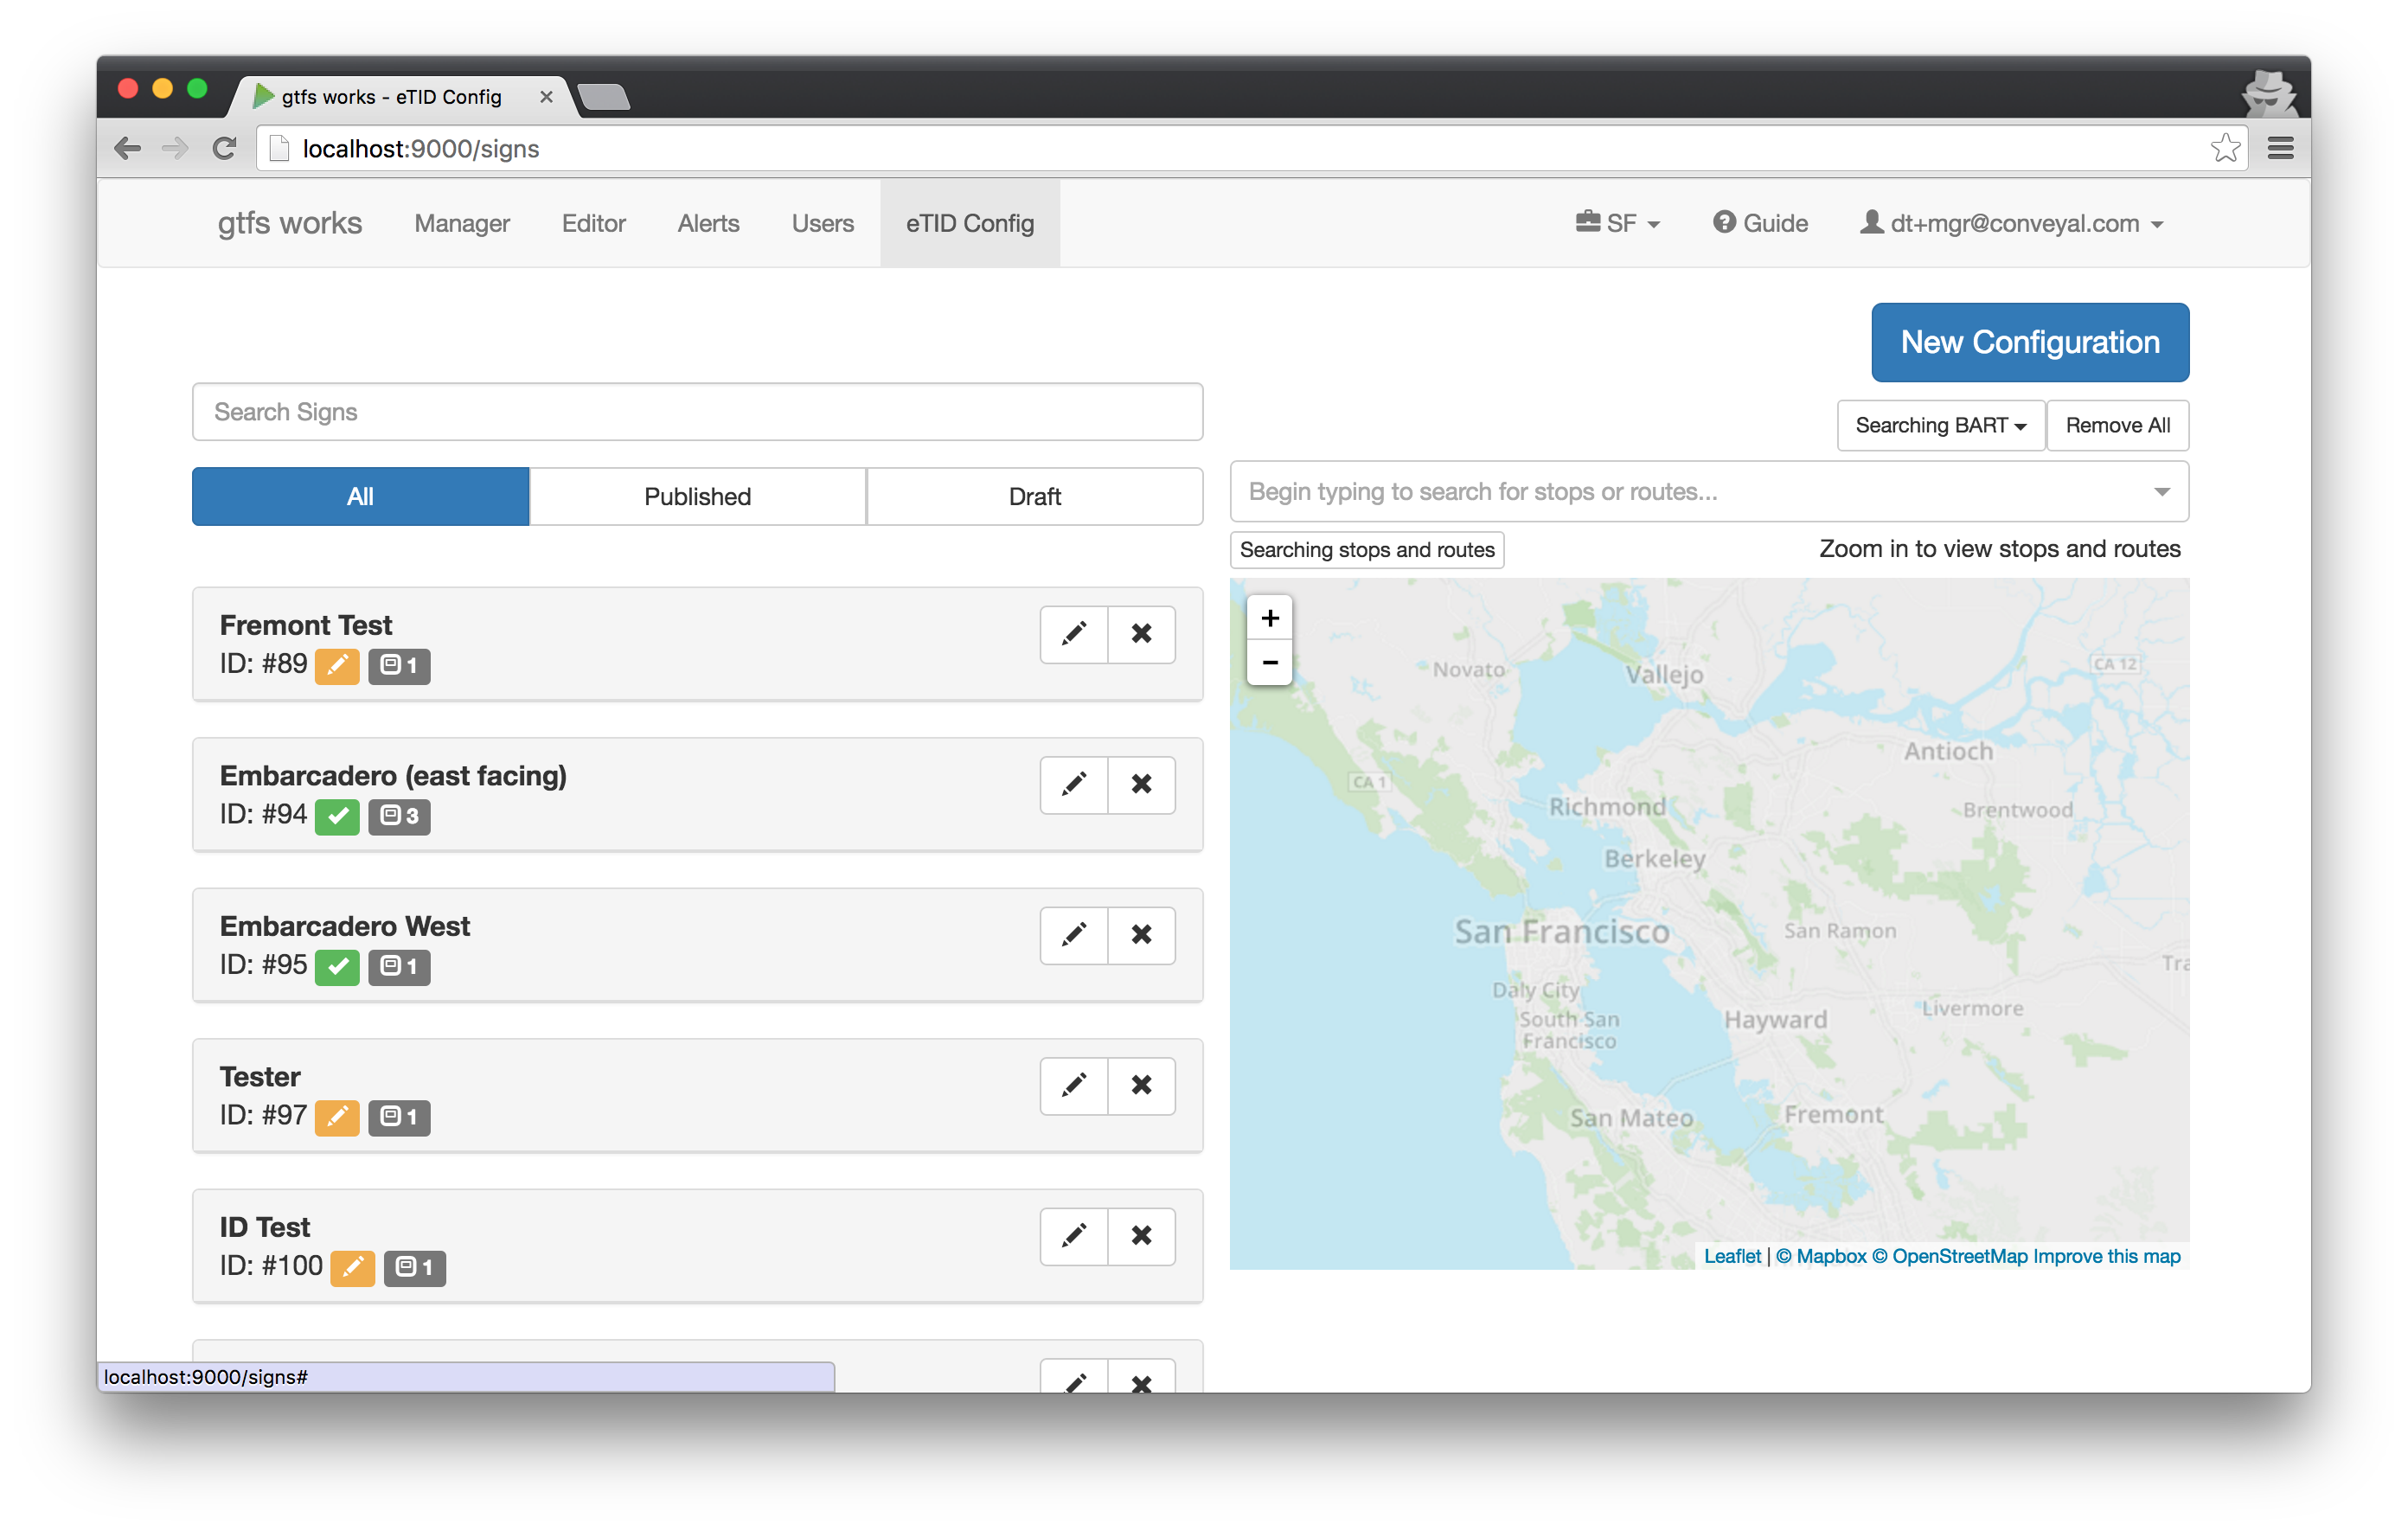 gtfs works - eTID Config
localhost:9000/signs
gtfs works Manager Editor Alerts Users eTID Config SF Guide dt+mgr@conveyal.com
New Configuration
Search Signs
Searching BART Remove All
All Published Draft
Begin typing to search for stops or routes...
Searching stops and routes Zoom in to view stops and routes
Fremont Test
ID: #89 1
Embarcadero (east facing)
ID: #94 3
Embarcadero West
ID: #95 1
Tester
ID: #97 1
ID Test
ID: #100 1
+
−
Novato
Vallejo
CA 12
Antioch
CA 1
Richmond
Brentwood
Berkeley
San Francisco
San Ramon
Tra
Daly City
Livermore
South San
Francisco
Hayward
San Mateo
Fremont
Leaflet | © Mapbox © OpenStreetMap Improve this map
localhost:9000/signs#